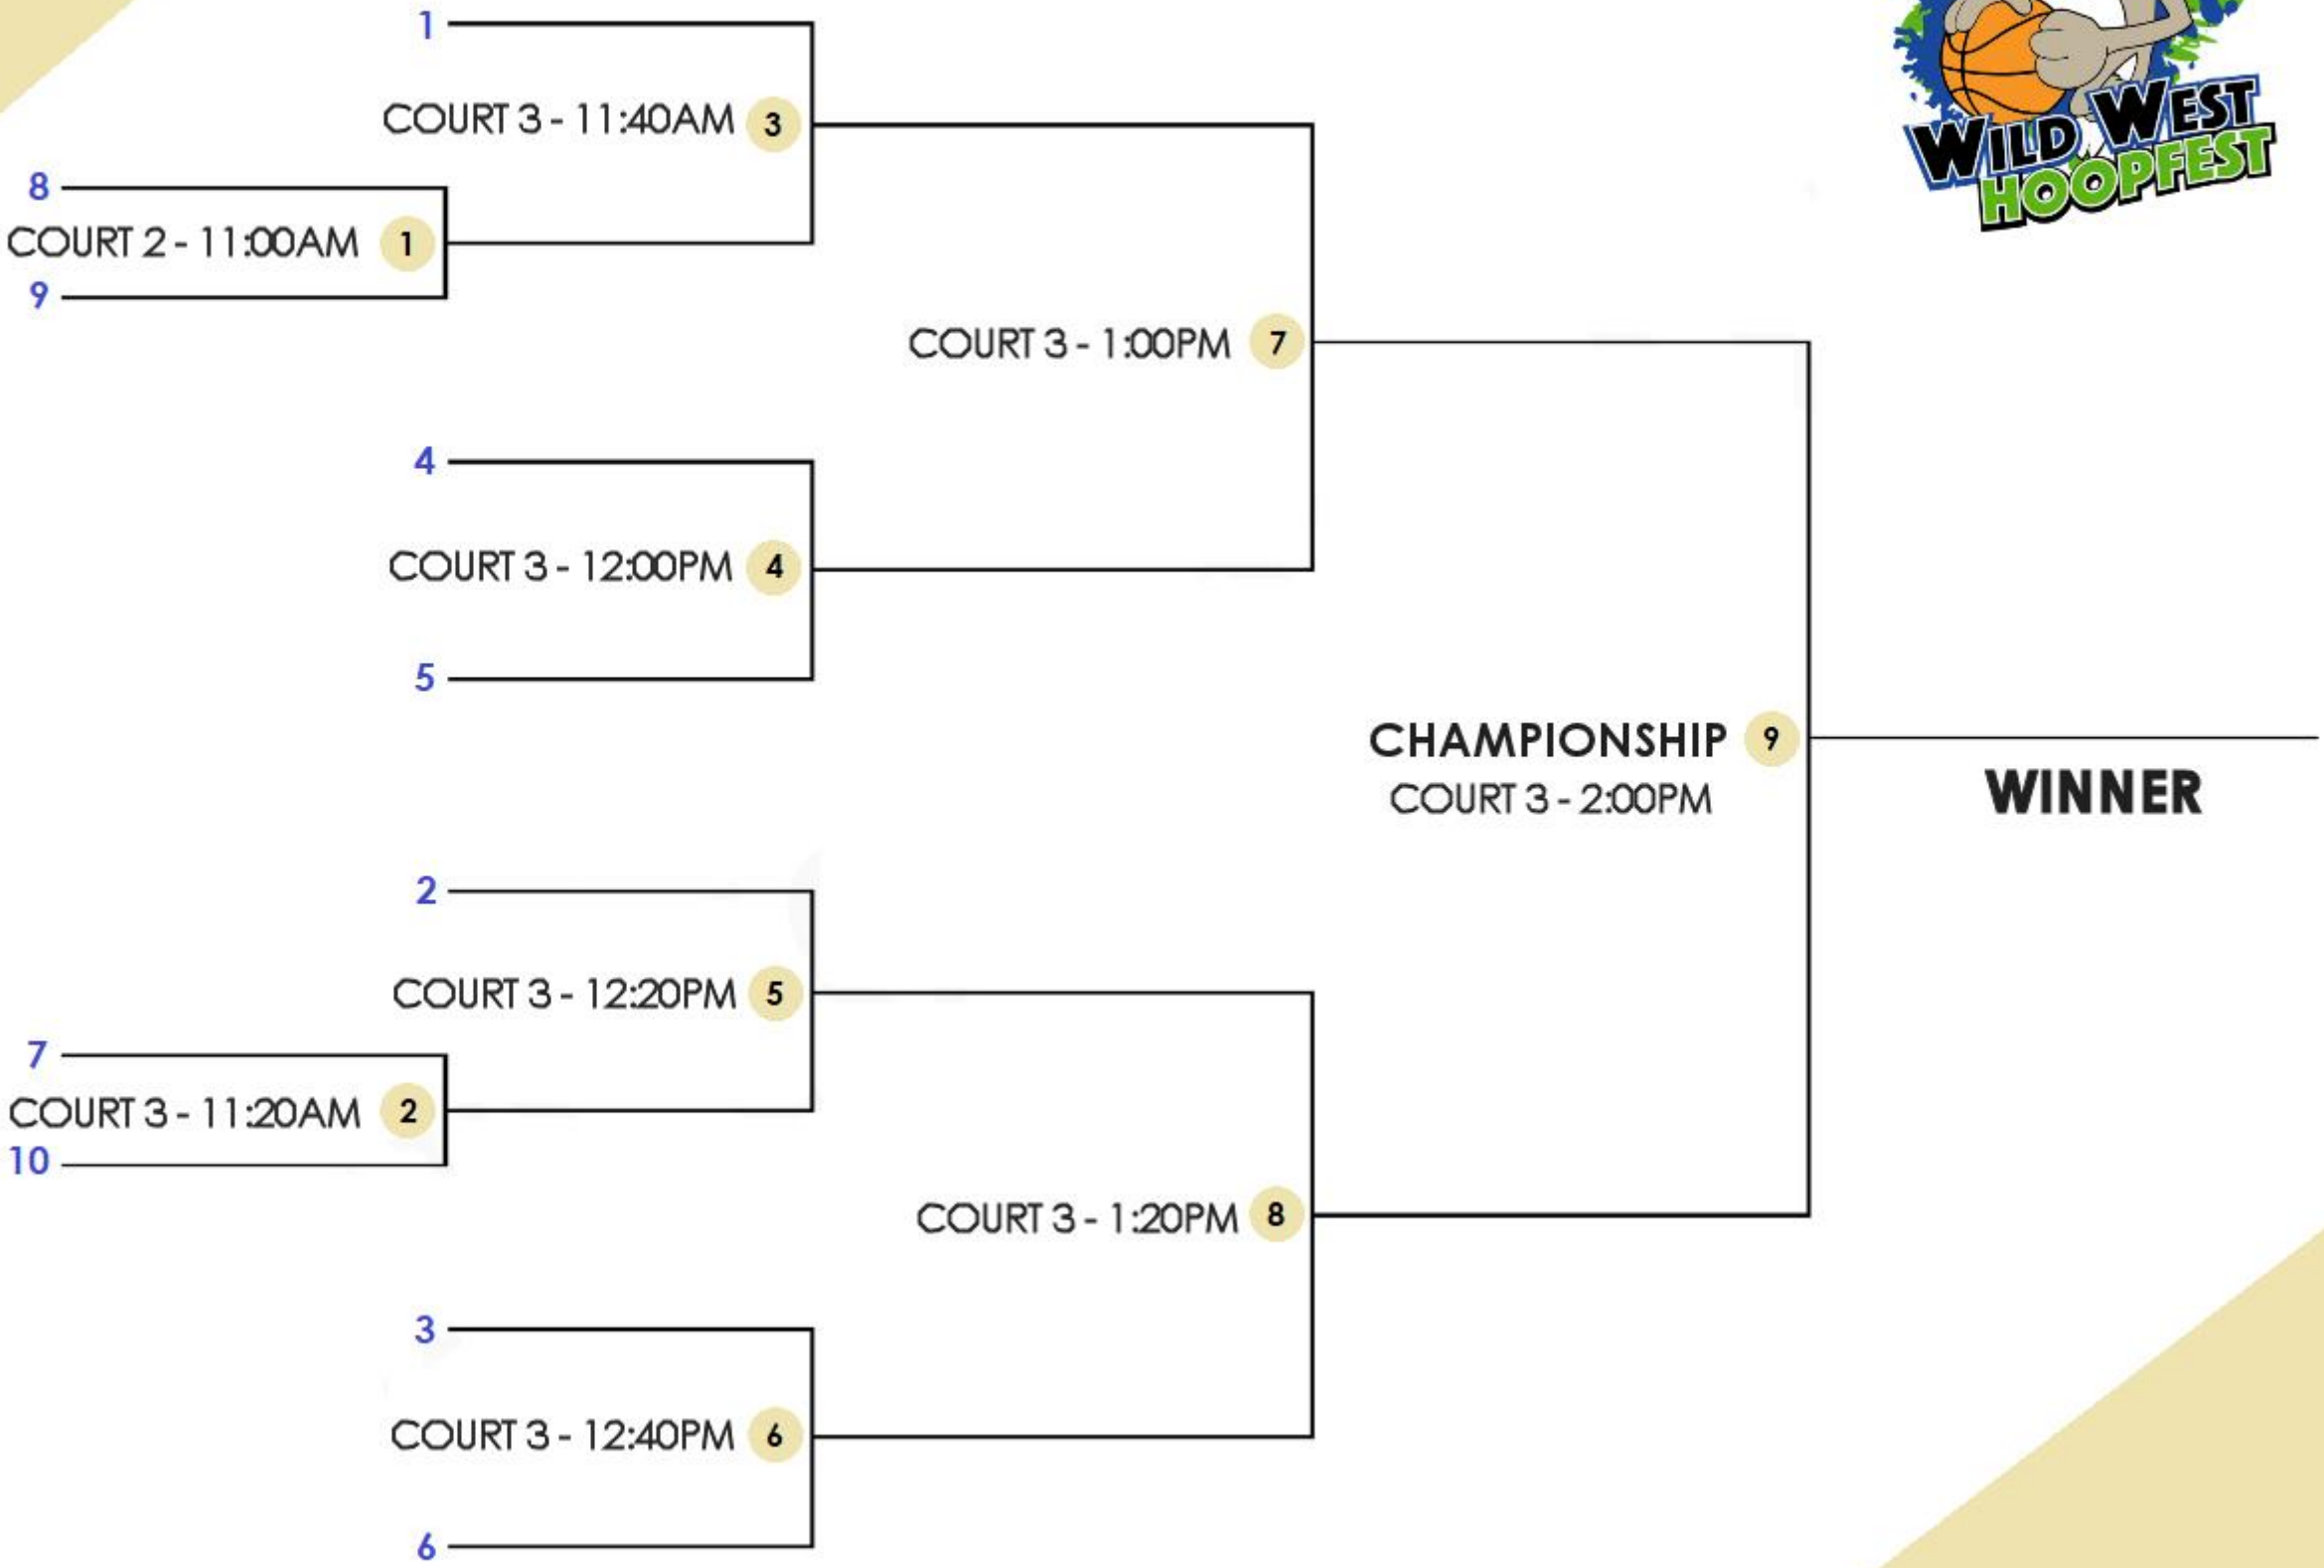 1
COURT 3 - 11:40AM 3
8
COURT 2 - 11:00AM 1
9
COURT 3 - 1:00PM 7
4
COURT 3 - 12:00PM 4
5
CHAMPIONSHIP 9
COURT 3 - 2:00PM
WINNER
2
COURT 3 - 12:20PM 5
7
COURT 3 - 11:20AM 2
10
COURT 3 - 1:20PM 8
3
COURT 3 - 12:40PM 6
6
WILD WEST
HOOPFEST